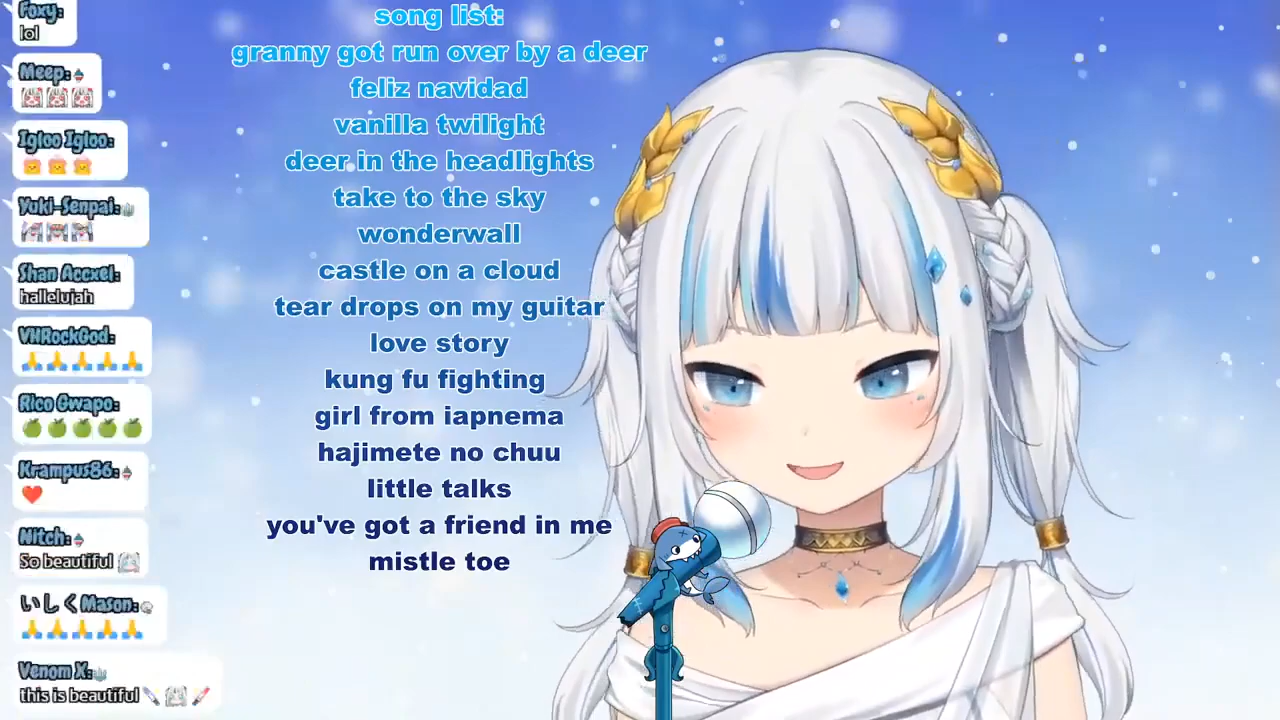 Foxy:
lol
Meep:
Igloo Igloo:
Yuki-Senpai:
Shan Accxel:
hallelujah
VHRockGod:
Rico Gwapo:
Krampus86:
Nitch:
So beautiful
いしくMason:
Venom X:
this is beautiful
song list:
granny got run over by a deer
feliz navidad
vanilla twilight
deer in the headlights
take to the sky
wonderwall
castle on a cloud
tear drops on my guitar
love story
kung fu fighting
girl from iapnema
hajimete no chuu
little talks
you've got a friend in me
mistle toe